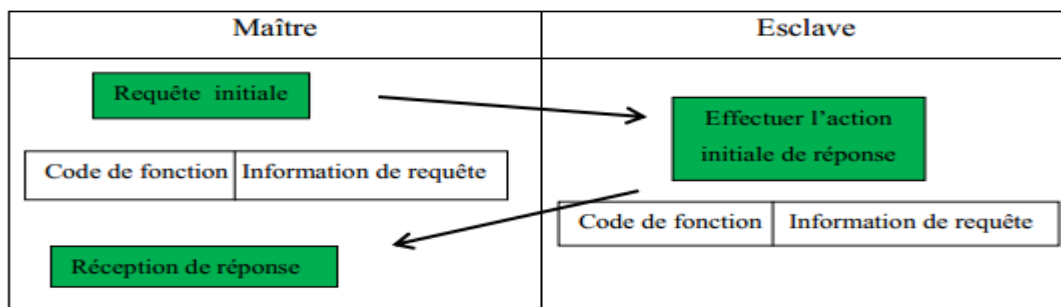 Maître
Esclave
Requête initiale
Effectuer l'action
initiale de réponse
Code de fonction
Information de requête
Code de fonction
Information de requête
Réception de réponse